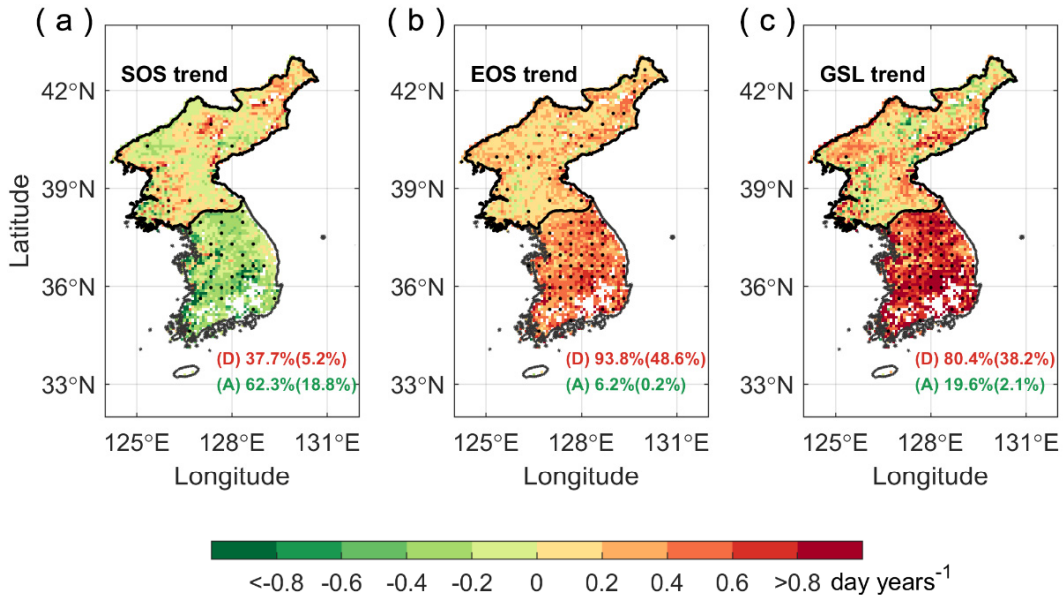 ( a )
( b )
( c )
SOS trend
EOS trend
GSL trend
42°N
39°N
36°N
33°N
42°N
39°N
36°N
33°N
42°N
39°N
36°N
33°N
Latitude
(D) 37.7%(5.2%)
(A) 62.3%(18.8%)
(D) 93.8%(48.6%)
(A) 6.2%(0.2%)
(D) 80.4%(38.2%)
(A) 19.6%(2.1%)
125°E 128°E 131°E
125°E 128°E 131°E
125°E 128°E 131°E
Longitude
Longitude
Longitude
<-0.8 -0.6 -0.4 -0.2 0 0.2 0.4 0.6 >0.8 day years⁻¹